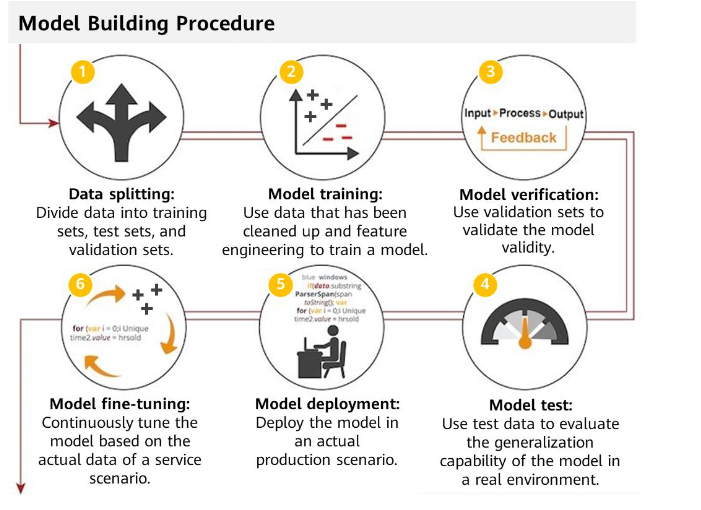 Model Building Procedure
1
2
3
Input Process Output
Feedback
Data splitting:
Divide data into training
sets, test sets, and
validation sets.
Model training:
Use data that has been
cleaned up and feature
engineering to train a model.
Model verification:
Use validation sets to
validate the model
validity.
6
for (var i = 0;i Unique
time2.value = hrsold
5
blue windows
if(data.substring
ParserSpan(span
toString(); var
for (var i = 0;i Unique
time2.value = hrsold
4
Model fine-tuning:
Continuously tune the
model based on the
actual data of a service
scenario.
Model deployment:
Deploy the model in
an actual
production scenario.
Model test:
Use test data to evaluate
the generalization
capability of the model in
a real environment.